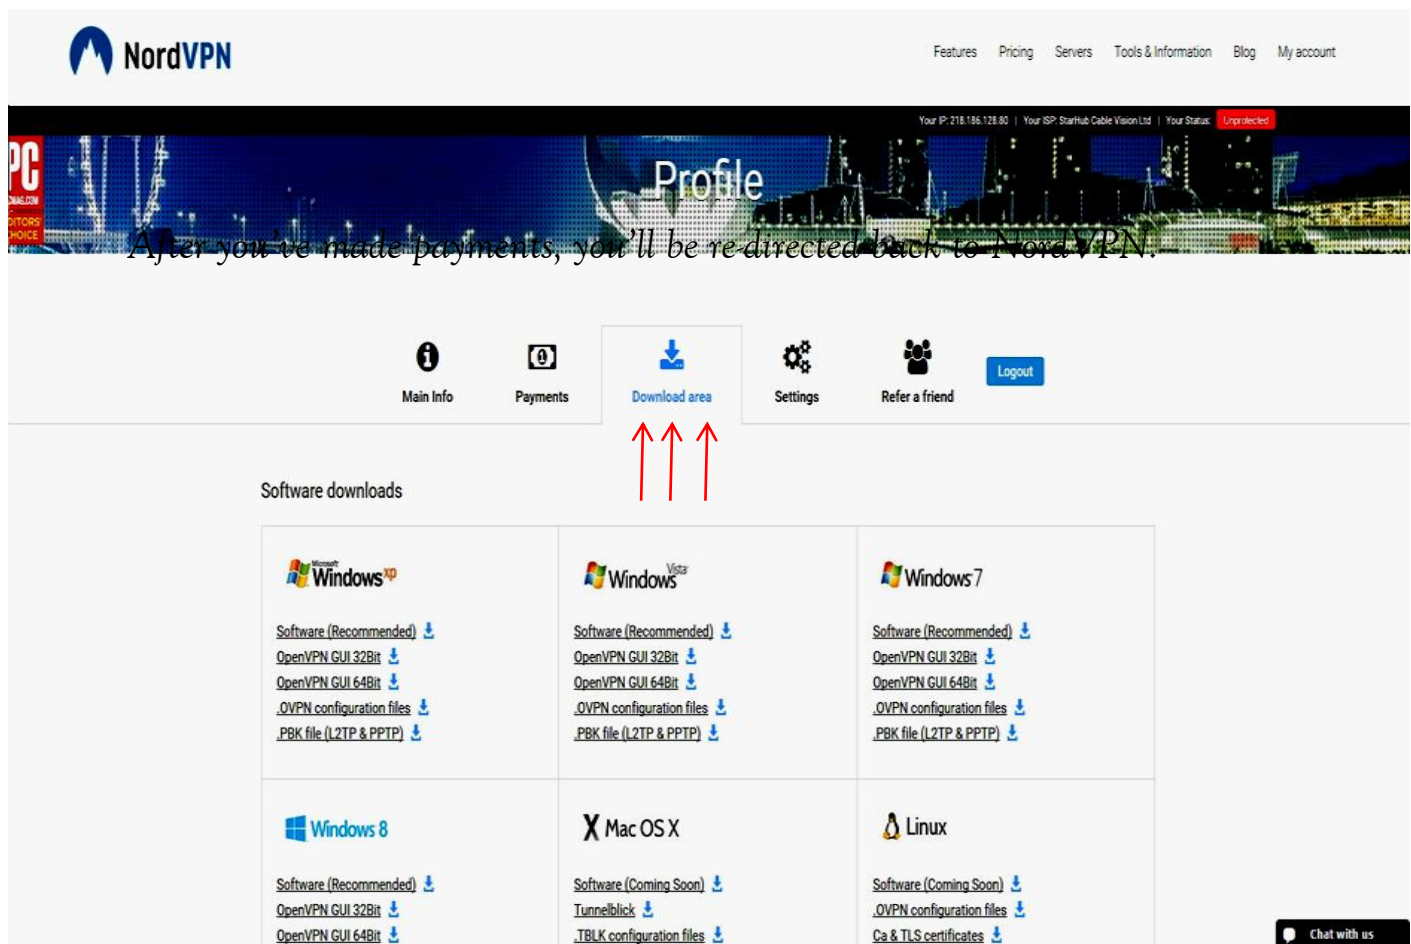 NordVPN
Features Pricing Servers Tools & Information Blog My account
Your IP: 218.186.128.80 | Your ISP: StarHub Cable Vision Ltd | Your Status: Unprotected
PC
PCMAG.COM
EDITORS'
CHOICE
Profile
After you've made payments, you'll be re-directed back to NordVPN.
Main Info Payments Download area Settings Refer a friend Logout
Software downloads
Microsoft Windows xp
Software (Recommended)
OpenVPN GUI 32Bit
OpenVPN GUI 64Bit
.OVPN configuration files
.PBK file (L2TP & PPTP)
Windows Vista
Software (Recommended)
OpenVPN GUI 32Bit
OpenVPN GUI 64Bit
.OVPN configuration files
.PBK file (L2TP & PPTP)
Windows 7
Software (Recommended)
OpenVPN GUI 32Bit
OpenVPN GUI 64Bit
.OVPN configuration files
.PBK file (L2TP & PPTP)
Windows 8
Software (Recommended)
OpenVPN GUI 32Bit
OpenVPN GUI 64Bit
X Mac OS X
Software (Coming Soon)
Tunnelblick
.TBLK configuration files
Linux
Software (Coming Soon)
.OVPN configuration files
Ca & TLS certificates
Chat with us